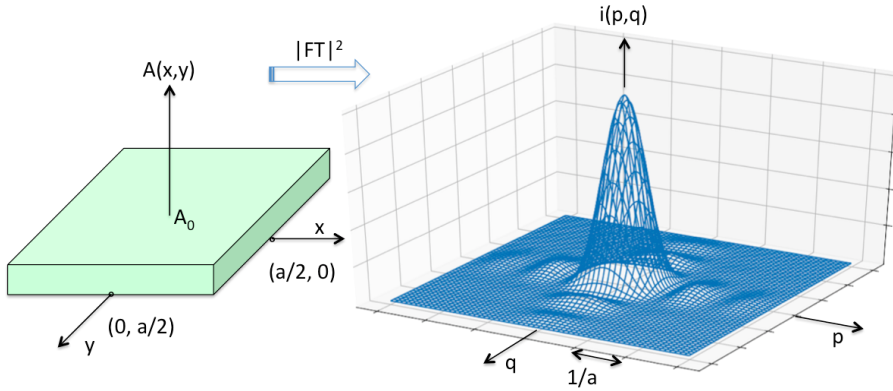 i(p,q)
|FT|²
A(x,y)
A₀
x
(a/2, 0)
(0, a/2)
y
p
q
1/a